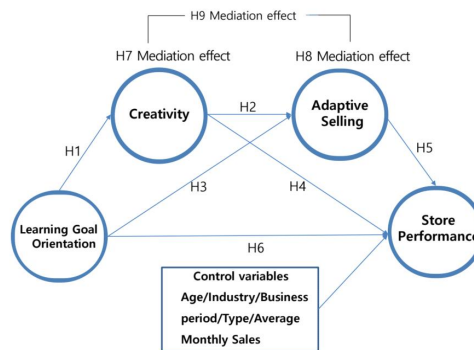 H9 Mediation effect
H7 Mediation effect
H8 Mediation effect
Creativity
H2
Adaptive
Selling
H1
H3
H4
H5
Learning Goal
Orientation
H6
Store
Performance
Control variables
Age/Industry/Business
period/Type/Average
Monthly Sales